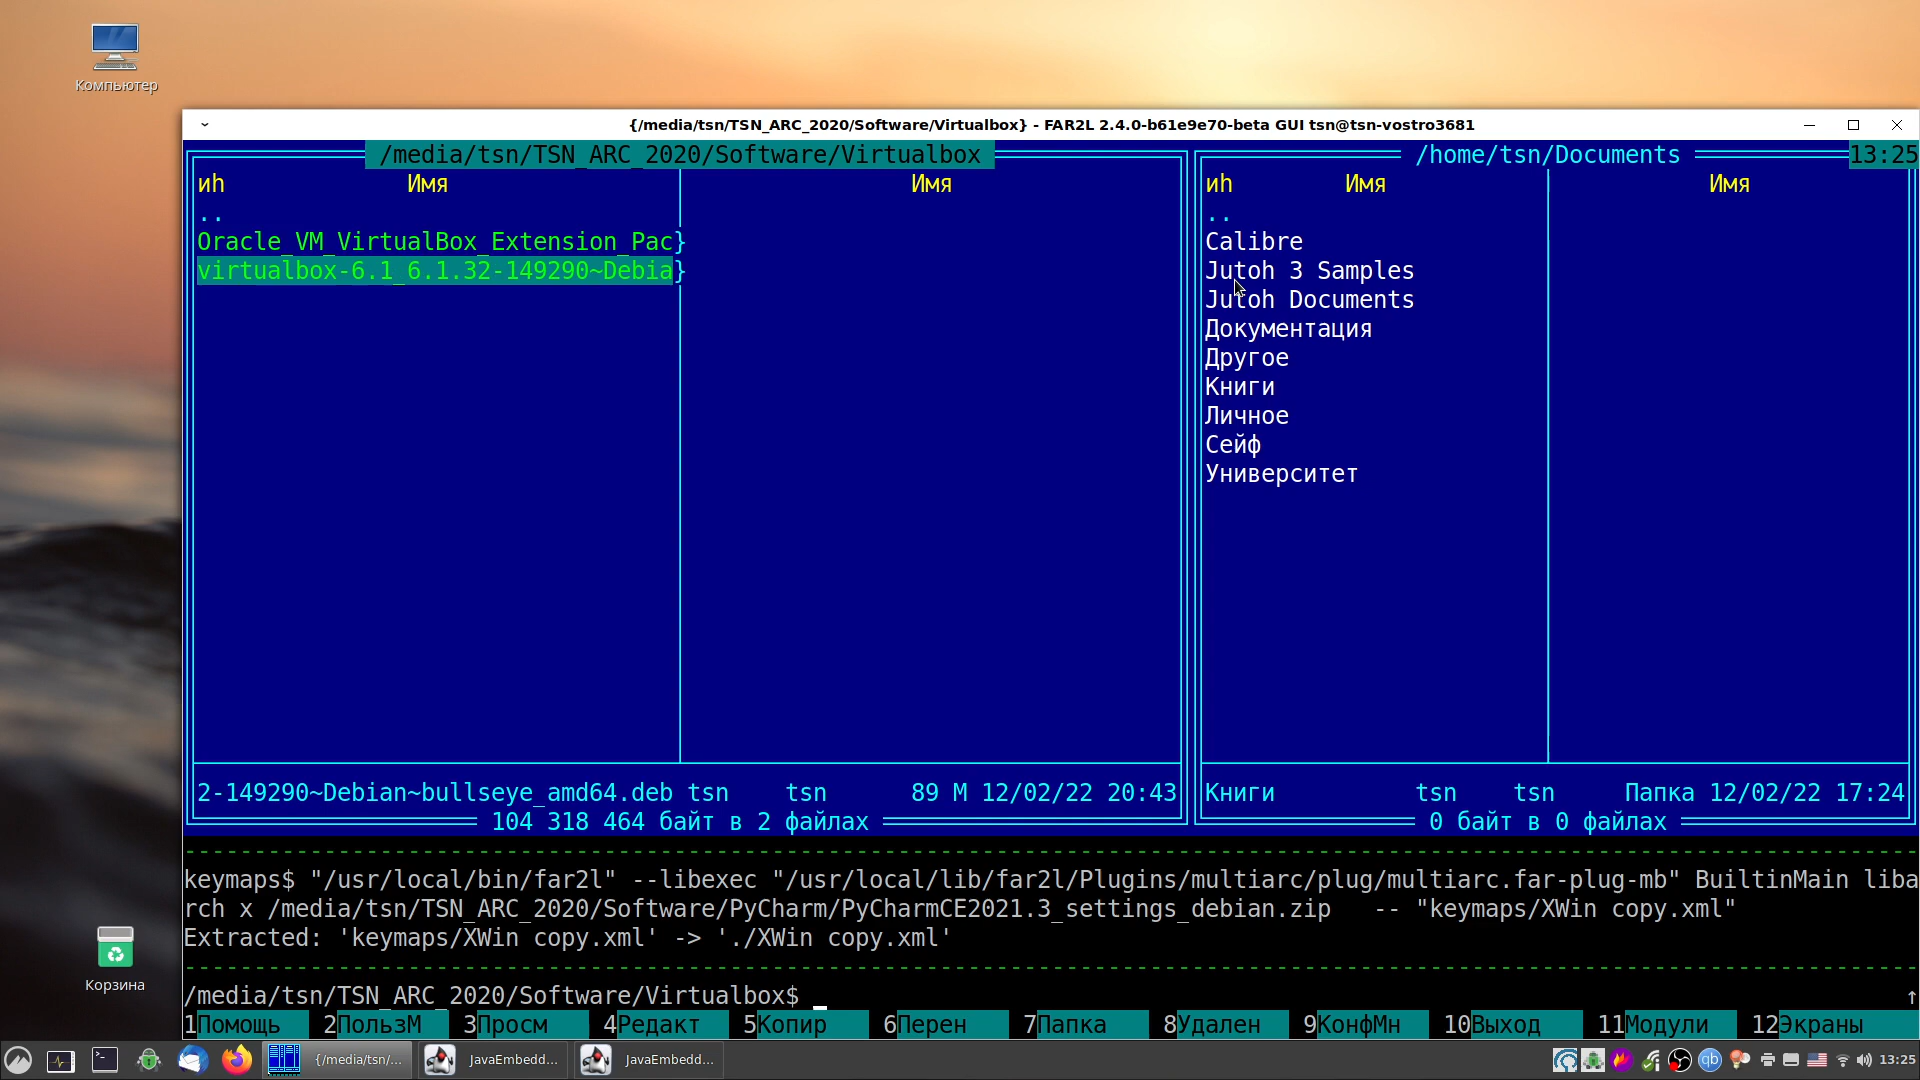 Компьютер
{/media/tsn/TSN_ARC_2020/Software/Virtualbox} - FAR2L 2.4.0-b61e9e70-beta GUI tsn@tsn-vostro3681
/media/tsn/TSN_ARC_2020/Software/Virtualbox
/home/tsn/Documents
13:25
иh Имя Имя
..
Oracle_VM_VirtualBox_Extension_Pac}
virtualbox-6.1_6.1.32-149290~Debia}
2-149290~Debian~bullseye_amd64.deb tsn tsn 89 M 12/02/22 20:43
104 318 464 байт в 2 файлах
иh Имя Имя
..
Calibre
Jutoh 3 Samples
Jutoh Documents
Документация
Другое
Книги
Личное
Сейф
Университет
Книги tsn tsn Папка 12/02/22 17:24
0 байт в 0 файлах
keymaps$ "/usr/local/bin/far2l" --libexec "/usr/local/lib/far2l/Plugins/multiarc/plug/multiarc.far-plug-mb" BuiltinMain liba
rch x /media/tsn/TSN_ARC_2020/Software/PyCharm/PyCharmCE2021.3_settings_debian.zip -- "keymaps/XWin copy.xml"
Extracted: 'keymaps/XWin copy.xml' -> './XWin copy.xml'
/media/tsn/TSN_ARC_2020/Software/Virtualbox$
1Помощь 2ПользМ 3Просм 4Редакт 5Копир 6Перен 7Папка 8Удален 9КонфМн 10Выход 11Модули 12Экраны
Корзина
{/media/tsn/... JavaEmbedd... JavaEmbedd... qb 13:25